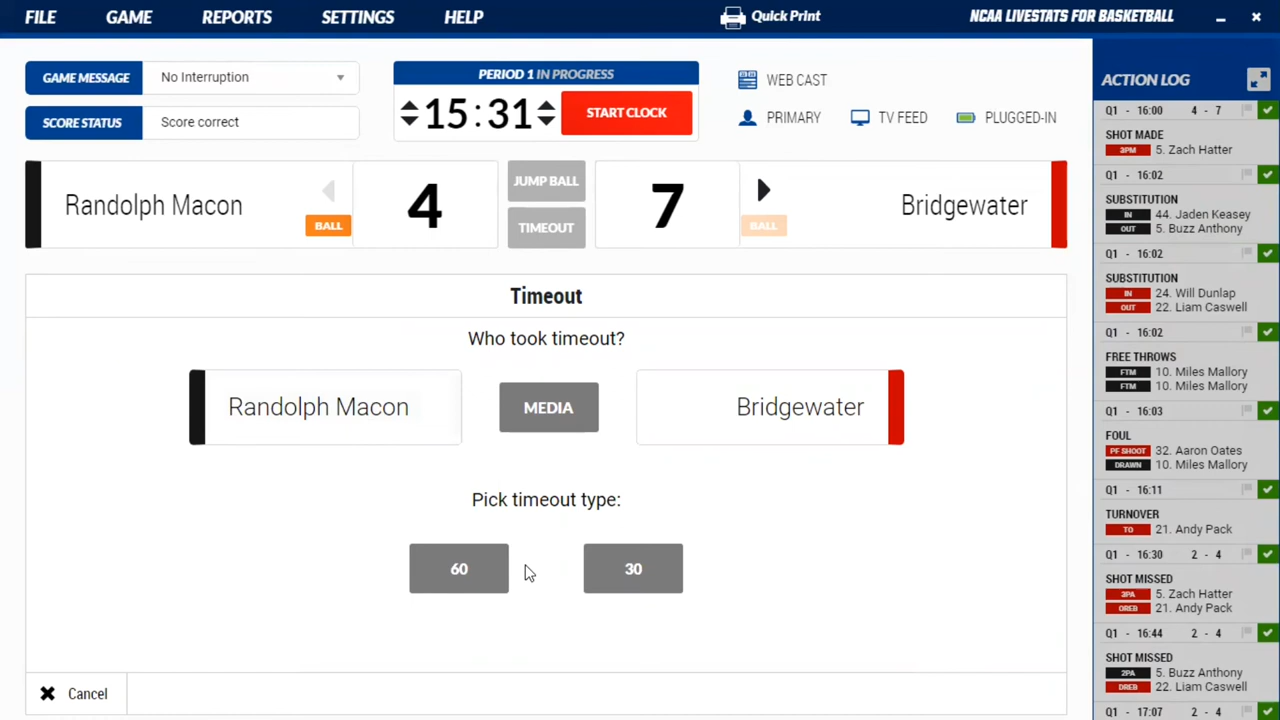 FILE GAME REPORTS SETTINGS HELP Quick Print NCAA LIVESTATS FOR BASKETBALL
GAME MESSAGE No Interruption
SCORE STATUS Score correct
PERIOD 1 IN PROGRESS
15:31 START CLOCK
WEB CAST
PRIMARY TV FEED PLUGGED-IN
Randolph Macon BALL 4
JUMP BALL
TIMEOUT
7 BALL Bridgewater
Timeout
Who took timeout?
Randolph Macon MEDIA Bridgewater
Pick timeout type:
60 30
Cancel
ACTION LOG
Q1 - 16:00 4 - 7
SHOT MADE
3PM 5. Zach Hatter
Q1 - 16:02
SUBSTITUTION
IN 44. Jaden Keasey
OUT 5. Buzz Anthony
Q1 - 16:02
SUBSTITUTION
IN 24. Will Dunlap
OUT 22. Liam Caswell
Q1 - 16:02
FREE THROWS
FTM 10. Miles Mallory
FTM 10. Miles Mallory
Q1 - 16:03
FOUL
PF SHOOT 32. Aaron Oates
DRAWN 10. Miles Mallory
Q1 - 16:11
TURNOVER
TO 21. Andy Pack
Q1 - 16:30 2 - 4
SHOT MISSED
3PA 5. Zach Hatter
OREB 21. Andy Pack
Q1 - 16:44 2 - 4
SHOT MISSED
2PA 5. Buzz Anthony
DREB 22. Liam Caswell
Q1 - 17:07 2 - 4